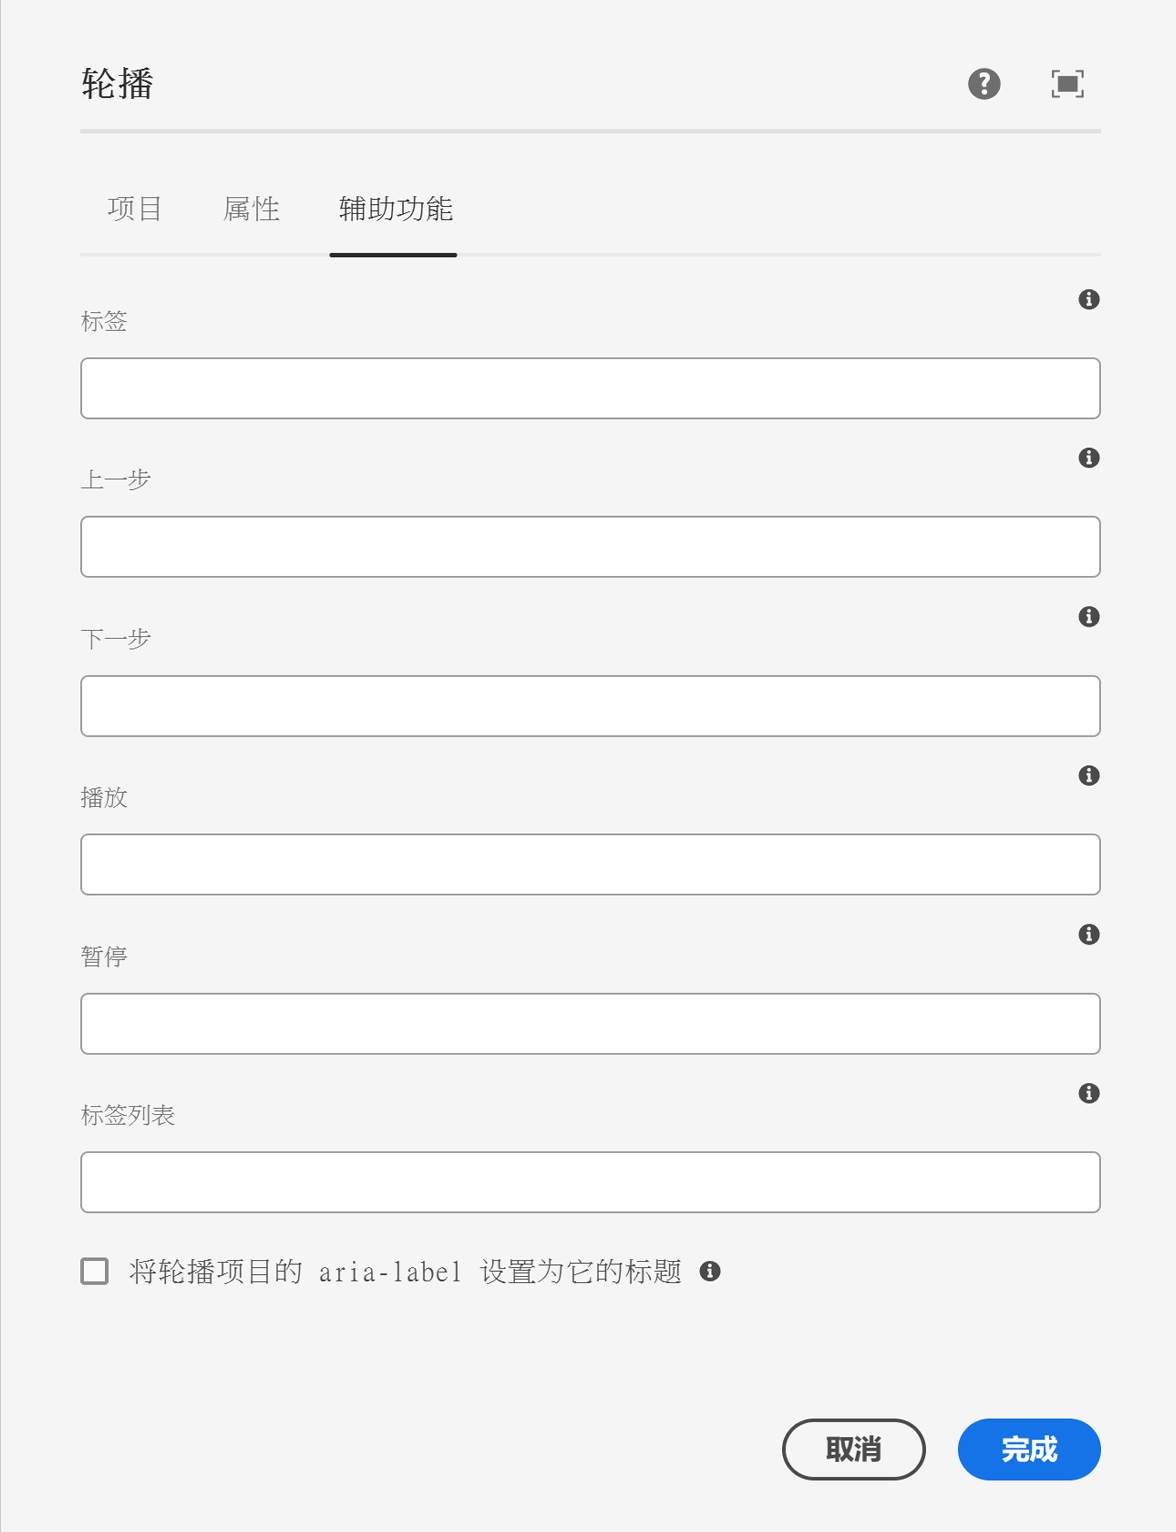 轮播
项目 属性 辅助功能
标签
上一步
下一步
播放
暂停
标签列表
将轮播项目的 aria-label 设置为它的标题
取消 完成